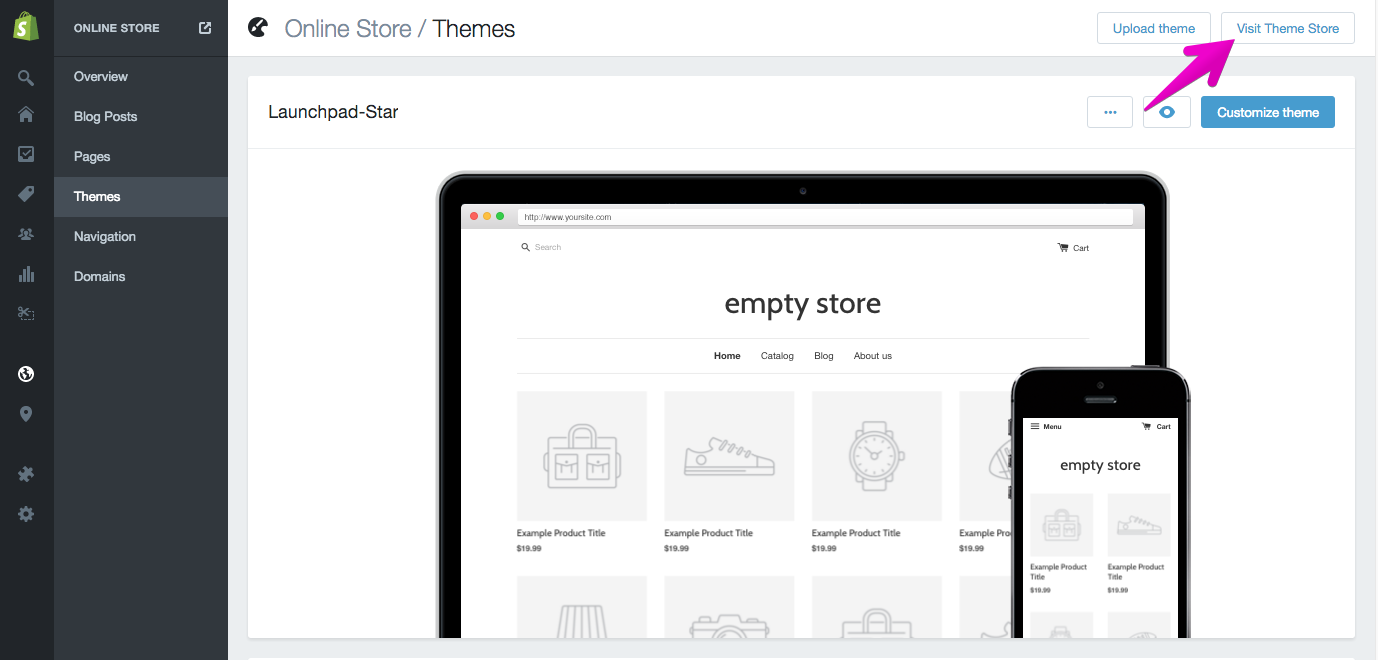 ONLINE STORE
Overview
Blog Posts
Pages
Themes
Navigation
Domains
Online Store / Themes
Upload theme
Visit Theme Store
Launchpad-Star
...
Customize theme
http://www.yoursite.com
Search
Cart
empty store
Home Catalog Blog About us
Example Product Title Example Product Title Example Product Title Example Produ
$19.99 $19.99 $19.99 $19.99
Menu Cart
empty store
Example Product Example Product
Title Title
$19.99 $19.99